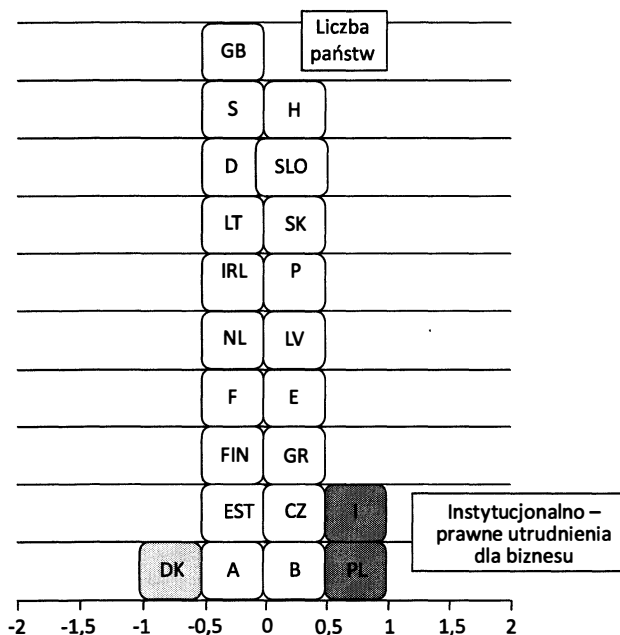 Liczba
państw
GB
S H
D SLO
LT SK
IRL P
NL LV
F E
FIN GR
EST CZ I
Instytucjonalno –
prawne utrudnienia
dla biznesu
DK A B PL
-2 -1,5 -1 -0,5 0 0,5 1 1,5 2